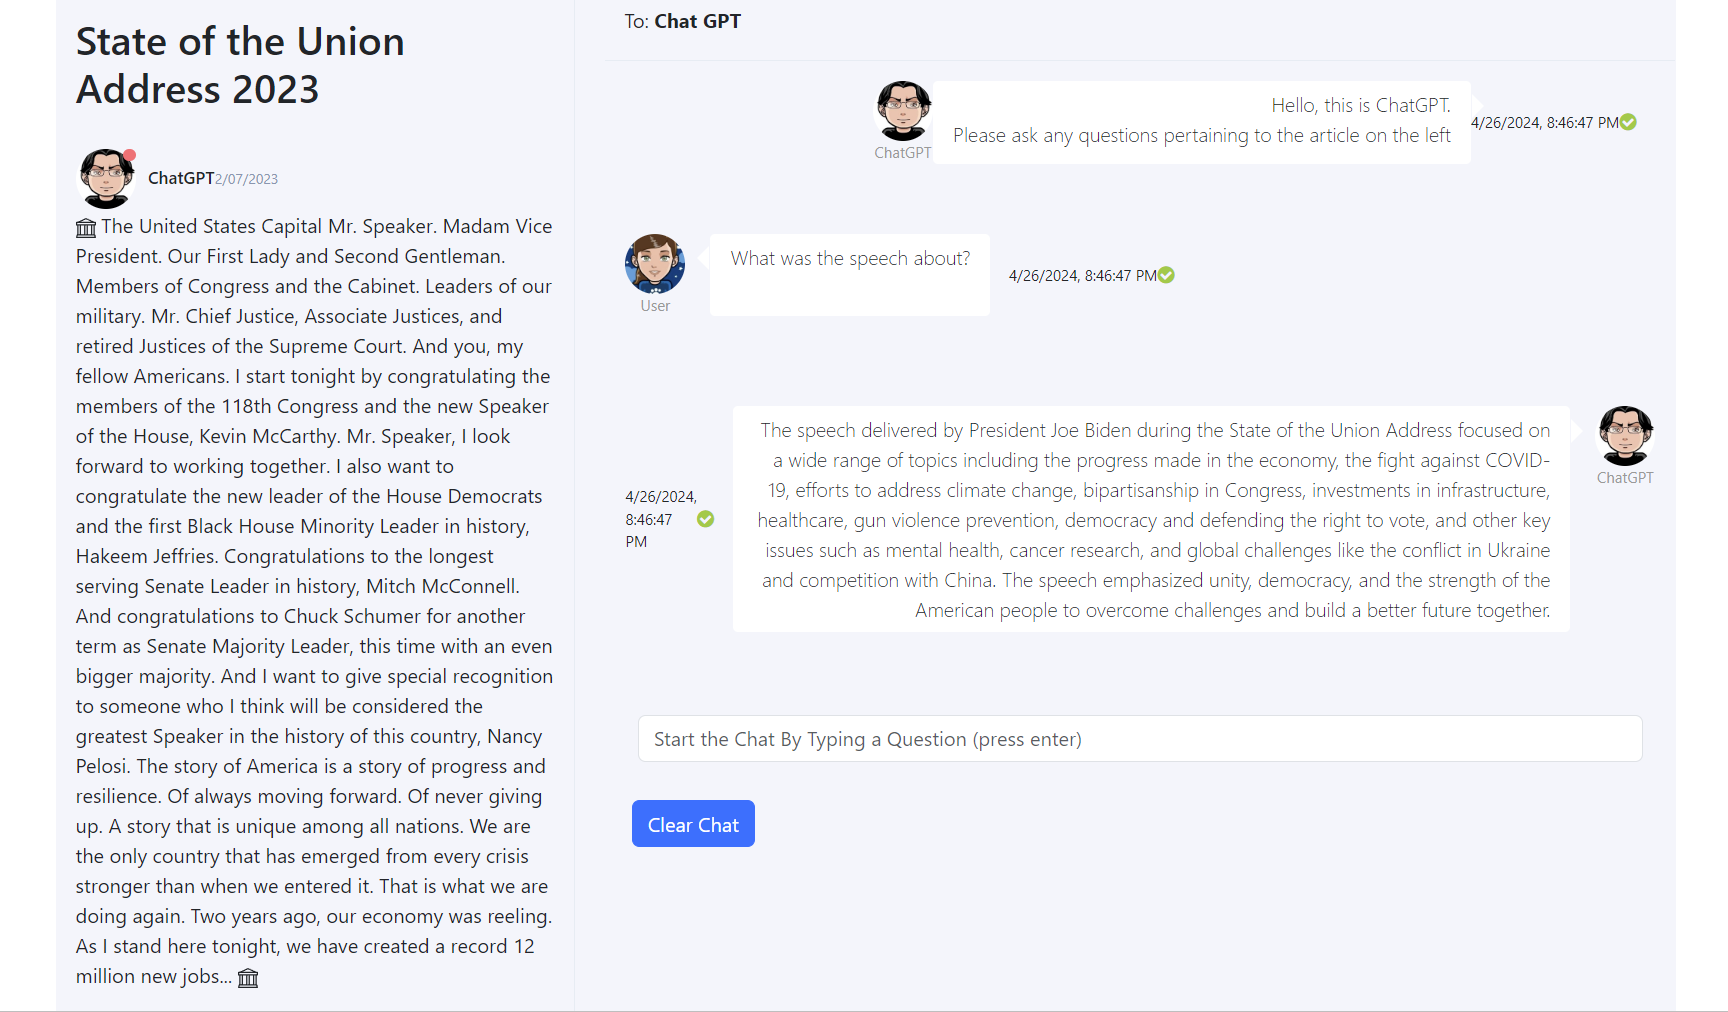 State of the Union
Address 2023
ChatGPT2/07/2023
The United States Capital Mr. Speaker. Madam Vice
President. Our First Lady and Second Gentleman.
Members of Congress and the Cabinet. Leaders of our
military. Mr. Chief Justice, Associate Justices, and
retired Justices of the Supreme Court. And you, my
fellow Americans. I start tonight by congratulating the
members of the 118th Congress and the new Speaker
of the House, Kevin McCarthy. Mr. Speaker, I look
forward to working together. I also want to
congratulate the new leader of the House Democrats
and the first Black House Minority Leader in history,
Hakeem Jeffries. Congratulations to the longest
serving Senate Leader in history, Mitch McConnell.
And congratulations to Chuck Schumer for another
term as Senate Majority Leader, this time with an even
bigger majority. And I want to give special recognition
to someone who I think will be considered the
greatest Speaker in the history of this country, Nancy
Pelosi. The story of America is a story of progress and
resilience. Of always moving forward. Of never giving
up. A story that is unique among all nations. We are
the only country that has emerged from every crisis
stronger than when we entered it. That is what we are
doing again. Two years ago, our economy was reeling.
As I stand here tonight, we have created a record 12
million new jobs...
To: Chat GPT
Hello, this is ChatGPT.
Please ask any questions pertaining to the article on the left
ChatGPT
4/26/2024, 8:46:47 PM
What was the speech about?
User
4/26/2024, 8:46:47 PM
The speech delivered by President Joe Biden during the State of the Union Address focused on
a wide range of topics including the progress made in the economy, the fight against COVID-
19, efforts to address climate change, bipartisanship in Congress, investments in infrastructure,
healthcare, gun violence prevention, democracy and defending the right to vote, and other key
issues such as mental health, cancer research, and global challenges like the conflict in Ukraine
and competition with China. The speech emphasized unity, democracy, and the strength of the
American people to overcome challenges and build a better future together.
ChatGPT
4/26/2024,
8:46:47
PM
Start the Chat By Typing a Question (press enter)
Clear Chat